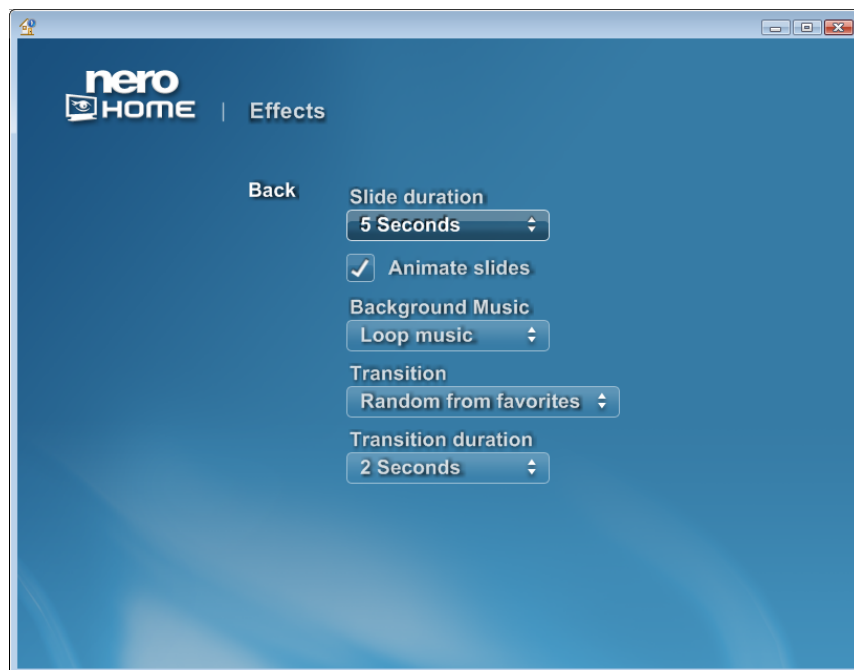 nero
HOME | Effects
Back
Slide duration
5 Seconds
Animate slides
Background Music
Loop music
Transition
Random from favorites
Transition duration
2 Seconds